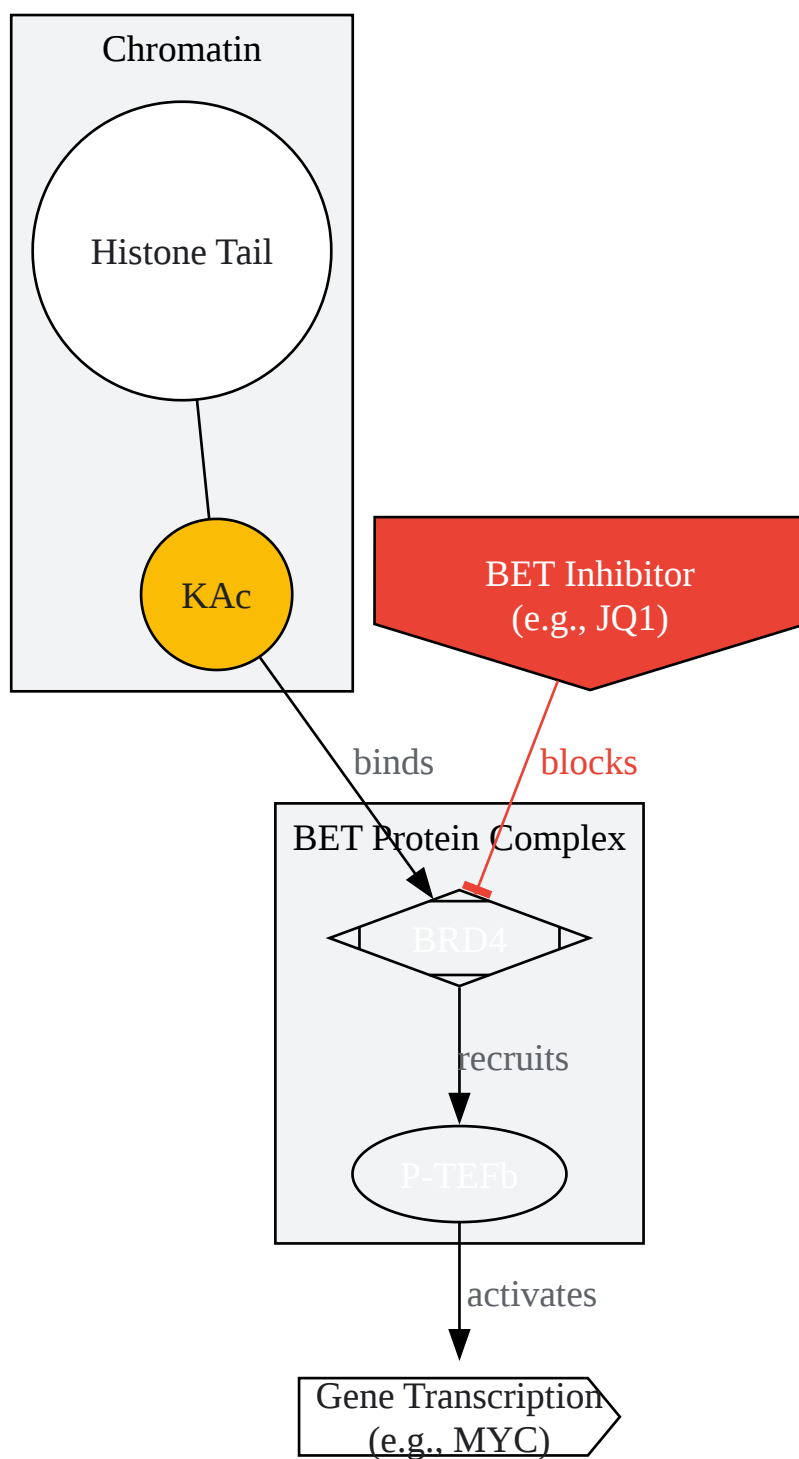 Chromatin
Histone Tail
KAc
BET Inhibitor
(e.g., JQ1)
binds
blocks
BET Protein Complex
BRD4
recruits
P-TEFb
activates
Gene Transcription
(e.g., MYC)